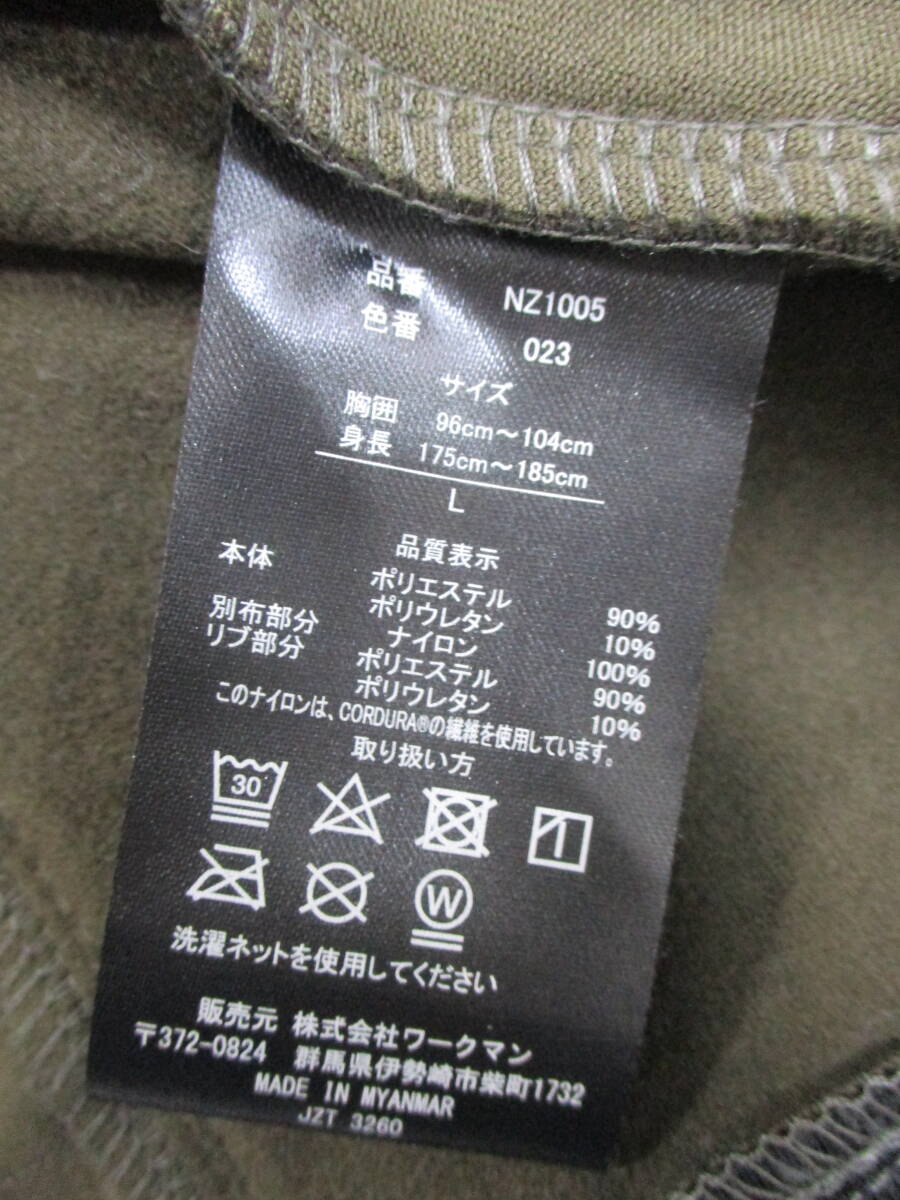 品番 NZ1005
色番 023
サイズ
胸囲 96cm～104cm
身長 175cm～185cm
L
品質表示
本体 ポリエステル 90%
ポリウレタン 10%
別布部分 ナイロン 100%
リブ部分 ポリエステル 90%
ポリウレタン 10%
このナイロンは、CORDURA®の繊維を使用しています。
取り扱い方
30
W
洗濯ネットを使用してください
販売元 株式会社ワークマン
〒372-0824 群馬県伊勢崎市柴町1732
MADE IN MYANMAR
JZT 3260